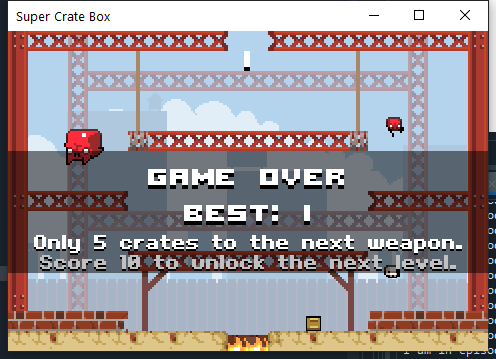 Super Crate Box
1
GAME OVER
BEST: 1
Only 5 crates to the next weapon.
Score 10 to unlock the next level.